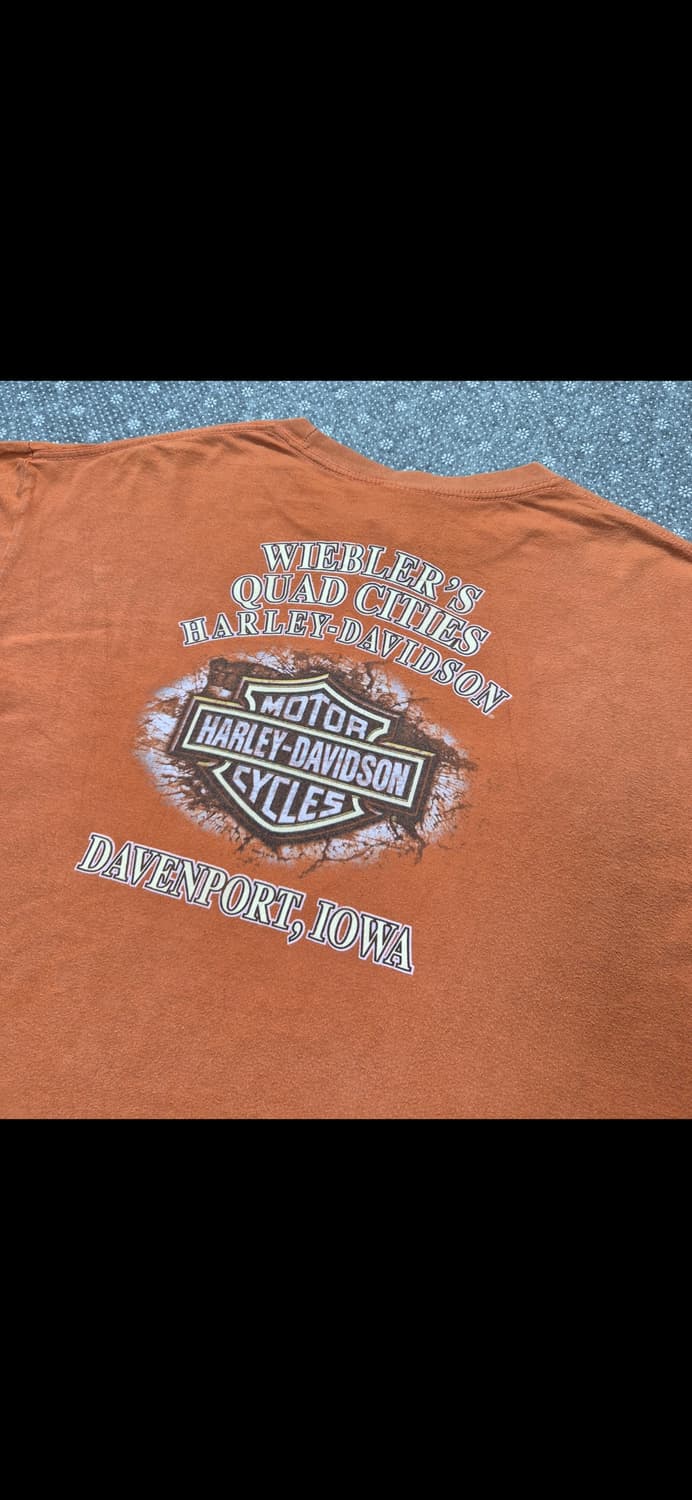 WIEBLER'S
QUAD CITIES
HARLEY-DAVIDSON
MOTOR
HARLEY-DAVIDSON
CYCLES
DAVENPORT, IOWA